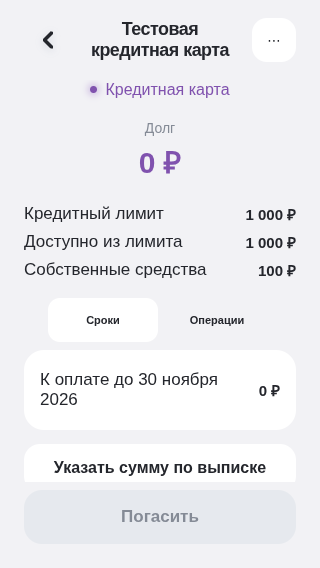 Тестовая
кредитная карта
...
Кредитная карта
Долг
0 ₽
Кредитный лимит 1 000 ₽
Доступно из лимита 1 000 ₽
Собственные средства 100 ₽
Сроки Операции
К оплате до 30 ноября
2026 0 ₽
Указать сумму по выписке
Погасить